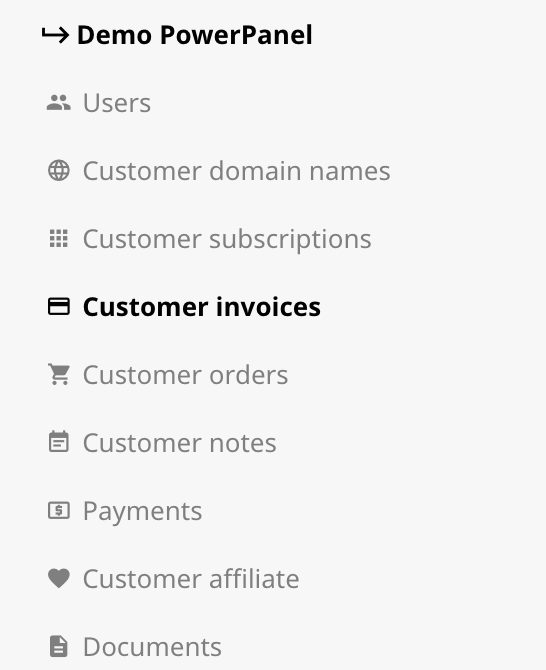 Demo PowerPanel
Users
Customer domain names
Customer subscriptions
Customer invoices
Customer orders
Customer notes
Payments
Customer affiliate
Documents